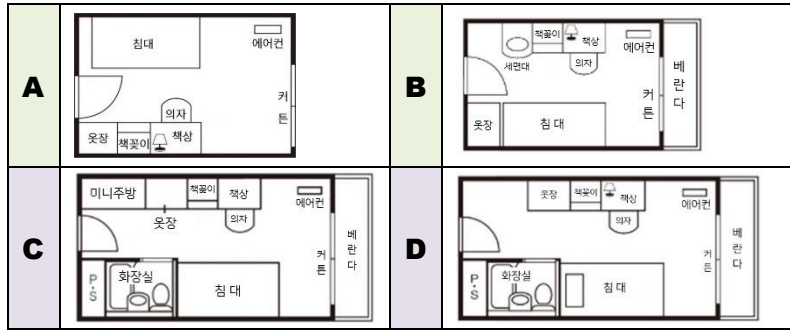 A
침대
에어컨
커튼
의자
옷장
책꽂이
책상
B
책꽂이
책상
에어컨
세면대
의자
베란다
커튼
옷장
침대
C
미니주방
책꽂이
책상
에어컨
옷장
의자
베란다
커튼
P·S
화장실
침대
D
옷장
책꽂이
책상
에어컨
의자
베란다
커튼
P·S
화장실
침대